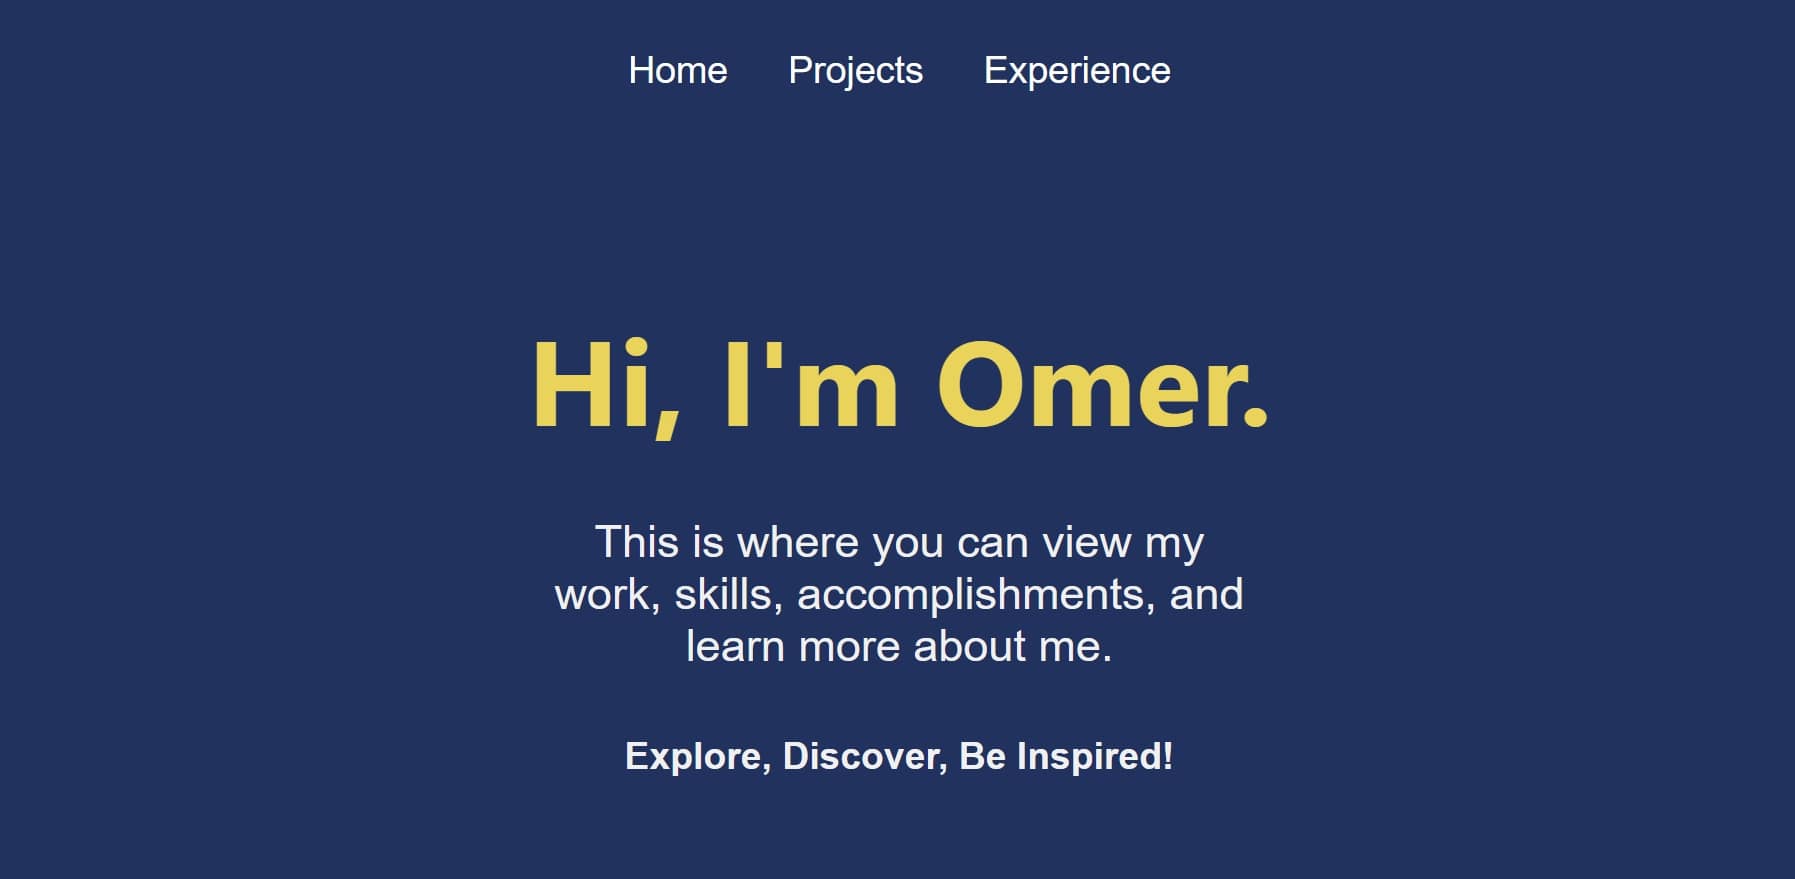 Home Projects Experience
Hi, I'm Omer.
This is where you can view my
work, skills, accomplishments, and
learn more about me.
Explore, Discover, Be Inspired!